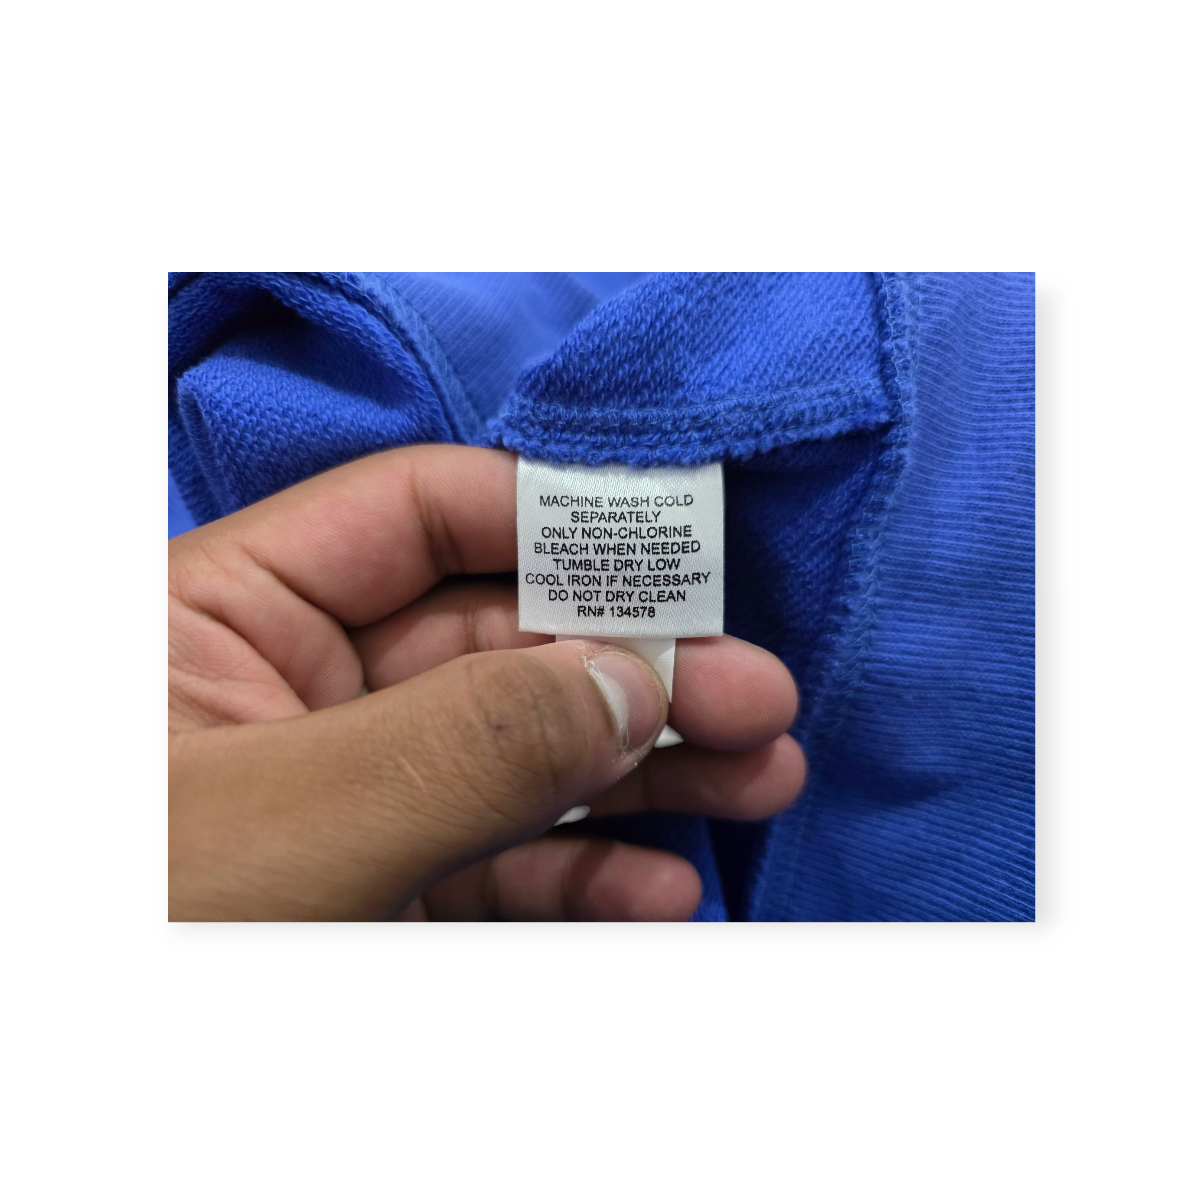 MACHINE WASH COLD
SEPARATELY
ONLY NON-CHLORINE
BLEACH WHEN NEEDED
TUMBLE DRY LOW
COOL IRON IF NECESSARY
DO NOT DRY CLEAN
RN# 134578